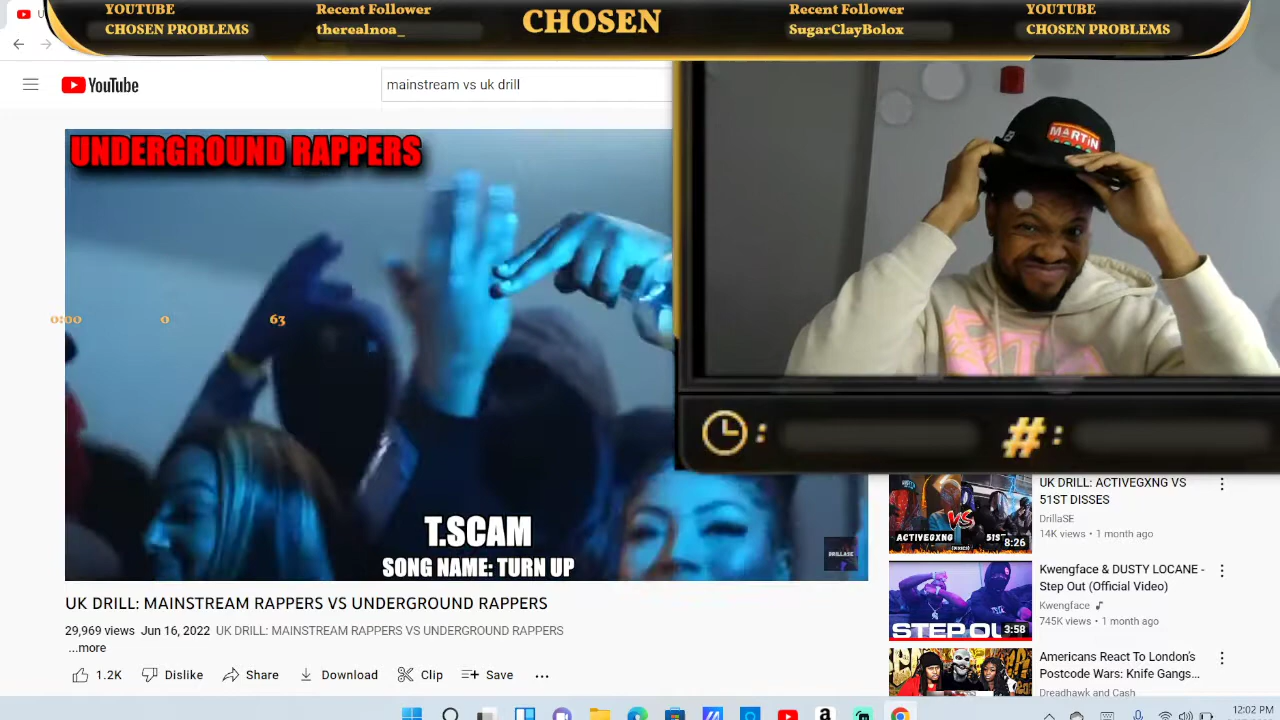 YOUTUBE
CHOSEN PROBLEMS
Recent Follower
therealnoa_
CHOSEN
Recent Follower
SugarClayBolox
YOUTUBE
CHOSEN PROBLEMS
YouTube
mainstream vs uk drill
UNDERGROUND RAPPERS
MARTIN
0:00
0
63
T.SCAM
SONG NAME: TURN UP
DRILLASE
# :
UK DRILL: MAINSTREAM RAPPERS VS UNDERGROUND RAPPERS
29,969 views Jun 16, 2022 UK DRILL: MAINSTREAM RAPPERS VS UNDERGROUND RAPPERS
...more
1.2K
Dislike
Share
Download
Clip
Save
ACTIVEGXNG
VS
8:26
UK DRILL: ACTIVEGXNG VS
51ST DISSES
DrillaSE
14K views • 1 month ago
STEP OU
3:58
Kwengface & DUSTY LOCANE -
Step Out (Official Video)
Kwengface
745K views • 1 month ago
Americans React To London's
Postcode Wars: Knife Gangs...
Dreadhawk and Cash
12:02 PM